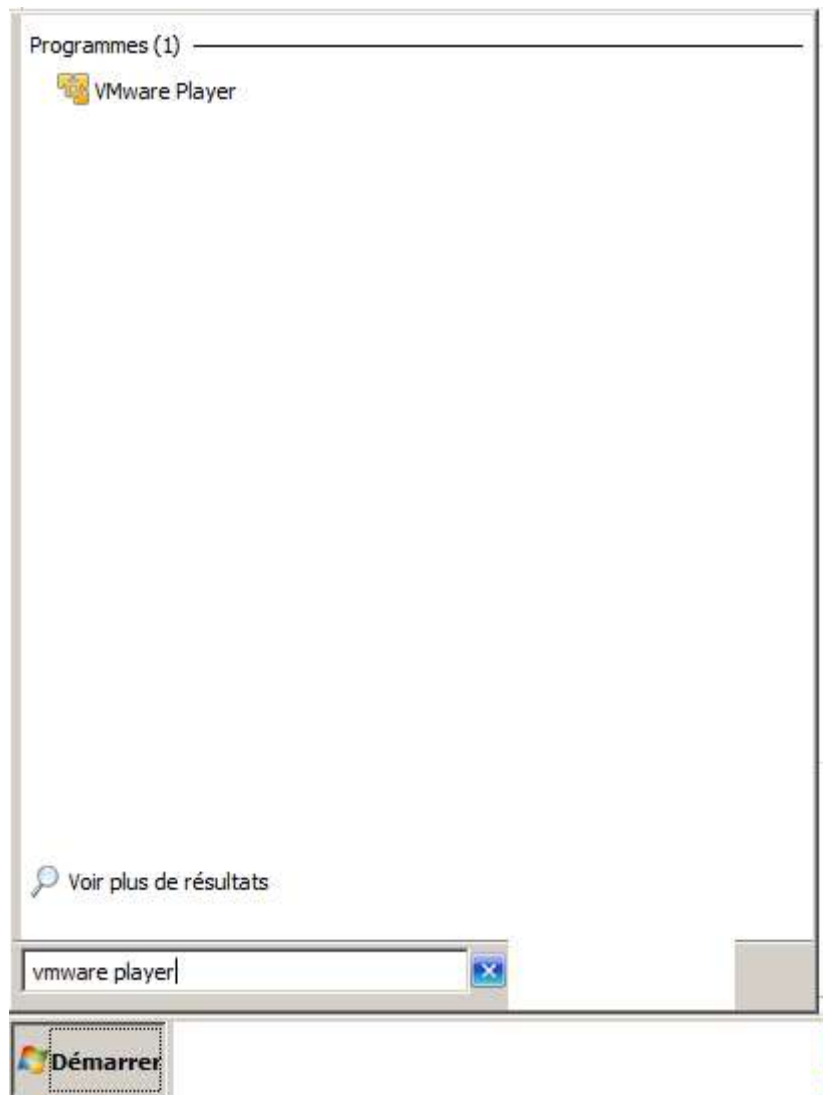 Programmes (1)
VMware Player
Voir plus de résultats
vmware player
Démarrer